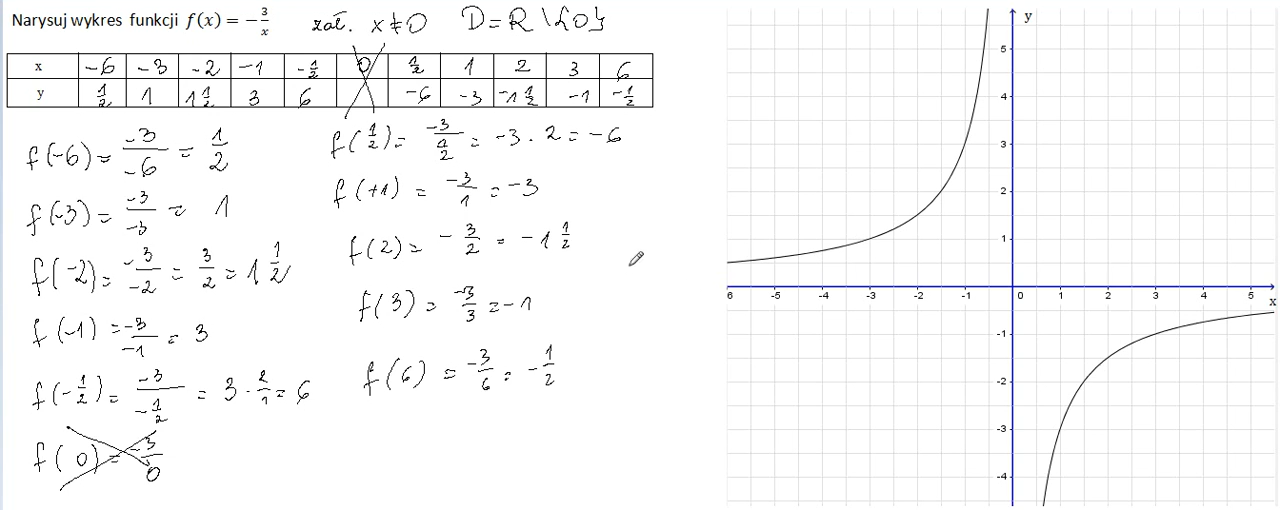 Narysuj wykres funkcji f(x) = -3/x zał. x ≠ 0 D = R \ {0}
x -6 -3 -2 -1 -1/2 0 1/2 1 2 3 6
y 1/2 1 1 1/2 3 6 -6 -3 -1 1/2 -1 -1/2
f(-6) = -3/-6 = 1/2
f(-3) = -3/-3 = 1
f(-2) = -3/-2 = 3/2 = 1 1/2
f(-1) = -3/-1 = 3
f(-1/2) = -3/-1/2 = 3 · 2/1 = 6
f(0) = -3/0
f(1/2) = -3/1/2 = -3 · 2 = -6
f(+1) = -3/1 = -3
f(2) = -3/2 = -1 1/2
f(3) = -3/3 = -1
f(6) = -3/6 = -1/2
y
5
4
3
2
1
6 -5 -4 -3 -2 -1 0 1 2 3 4 5
x
-1
-2
-3
-4